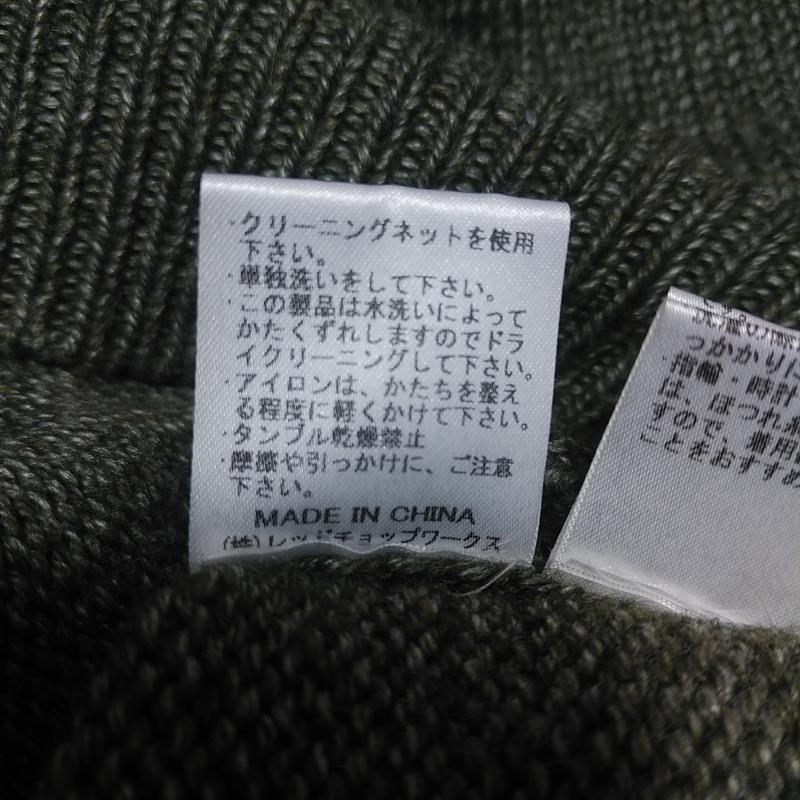 ・クリーニングネットを使用
下さい。
・単独洗いをして下さい。
・この製品は水洗いによって
かたくずれしますのでドラ
イクリーニングして下さい。
・アイロンは、かたちを整え
る程度に軽くかけて下さい。
・タンブル乾燥禁止
・摩擦や引っかけに、ご注意
下さい。
MADE IN CHINA
(株)レッドチョップワークス
っかかりに
・指輪・時計
は、ほつれ
すので、着用
ことをおすすめ